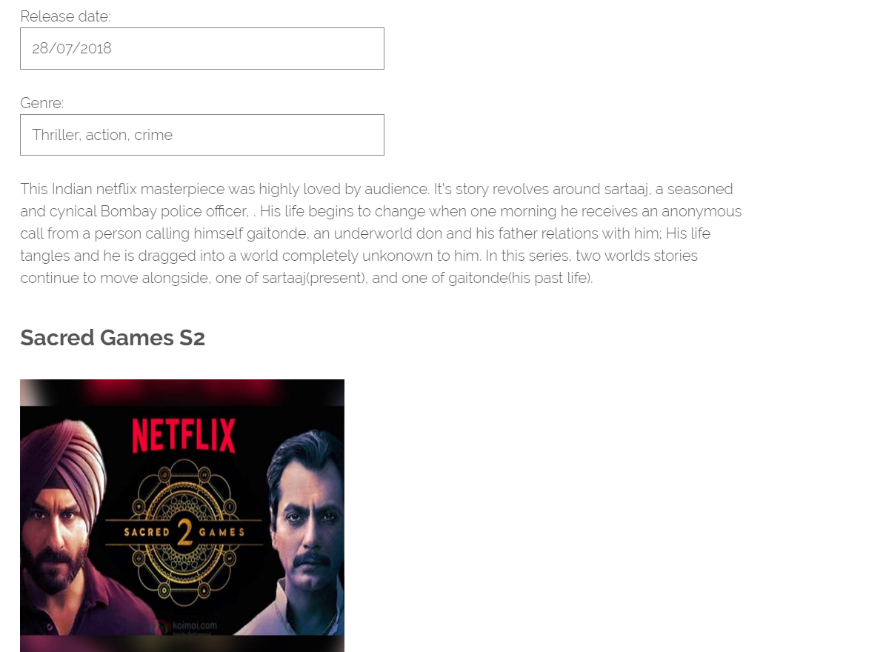 Release date:
28/07/2018
Genre:
Thriller, action, crime
This Indian netflix masterpiece was highly loved by audience. It's story revolves around sartaaj, a seasoned
and cynical Bombay police officer, . His life begins to change when one morning he receives an anonymous
call from a person calling himself gaitonde, an underworld don and his father relations with him; His life
tangles and he is dragged into a world completely unkonown to him. In this series, two worlds stories
continue to move alongside, one of sartaaj(present), and one of gaitonde(his past life).
Sacred Games S2
NETFLIX
SACRED 2 GAMES
koimoi.com